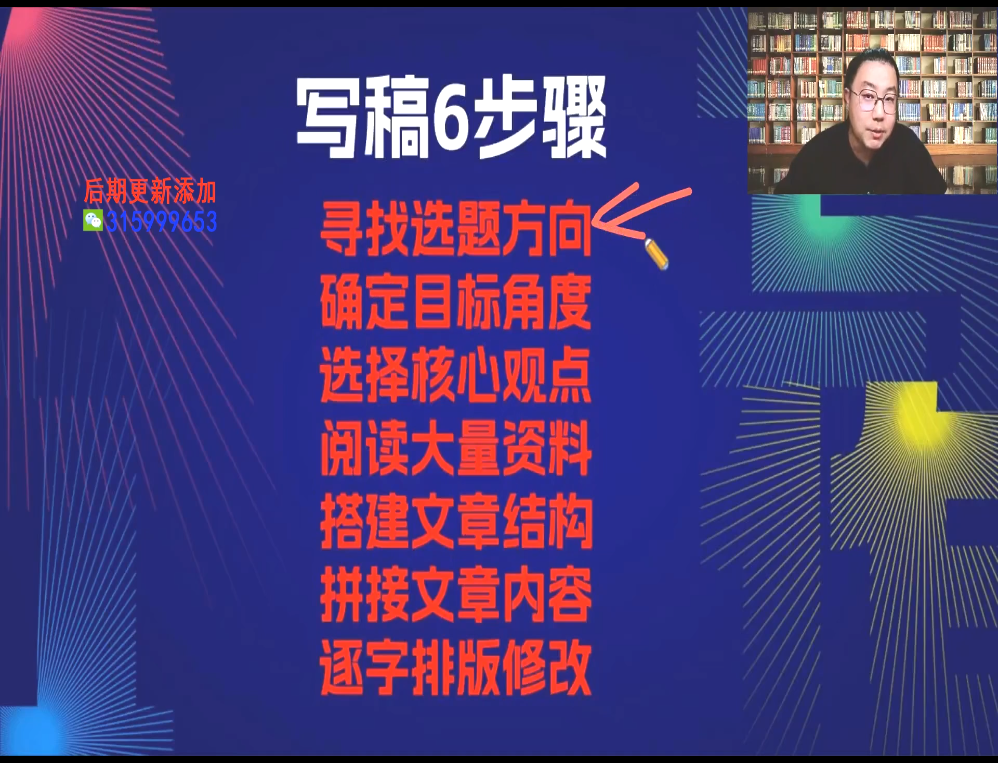 写稿6步骤
后期更新添加
315999653
寻找选题方向
确定目标角度
选择核心观点
阅读大量资料
搭建文章结构
拼接文章内容
逐字排版修改